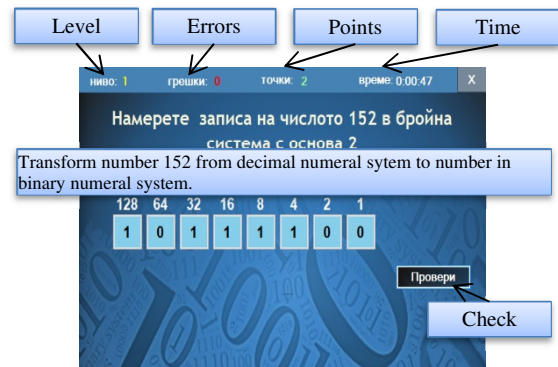 Level Errors Points Time
ниво: 1 грешки: 0 точки: 2 време: 0:00:47 X
Намерете записа на числото 152 в бройна
система с основа 2
Transform number 152 from decimal numeral sytem to number in
binary numeral system.
128 64 32 16 8 4 2 1
1 0 1 1 1 1 0 0
Провери
Check